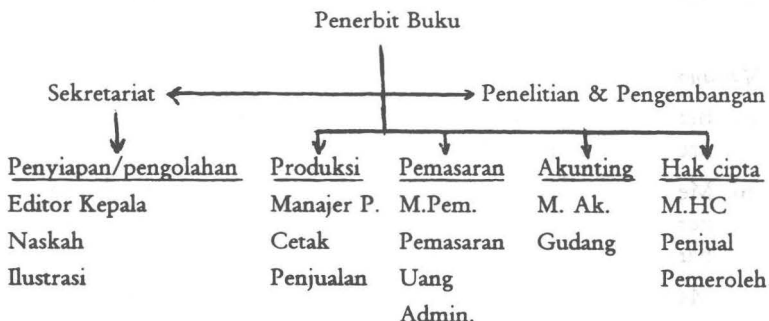 Penerbit Buku
Sekretariat Penelitian & Pengembangan
Penyiapan/pengolahan Produksi Pemasaran Akunting Hak cipta
Editor Kepala Manajer P. M.Pem. M. Ak. M.HC
Naskah Cetak Pemasaran Gudang Penjual
Ilustrasi Penjualan Uang Pemeroleh
Admin.